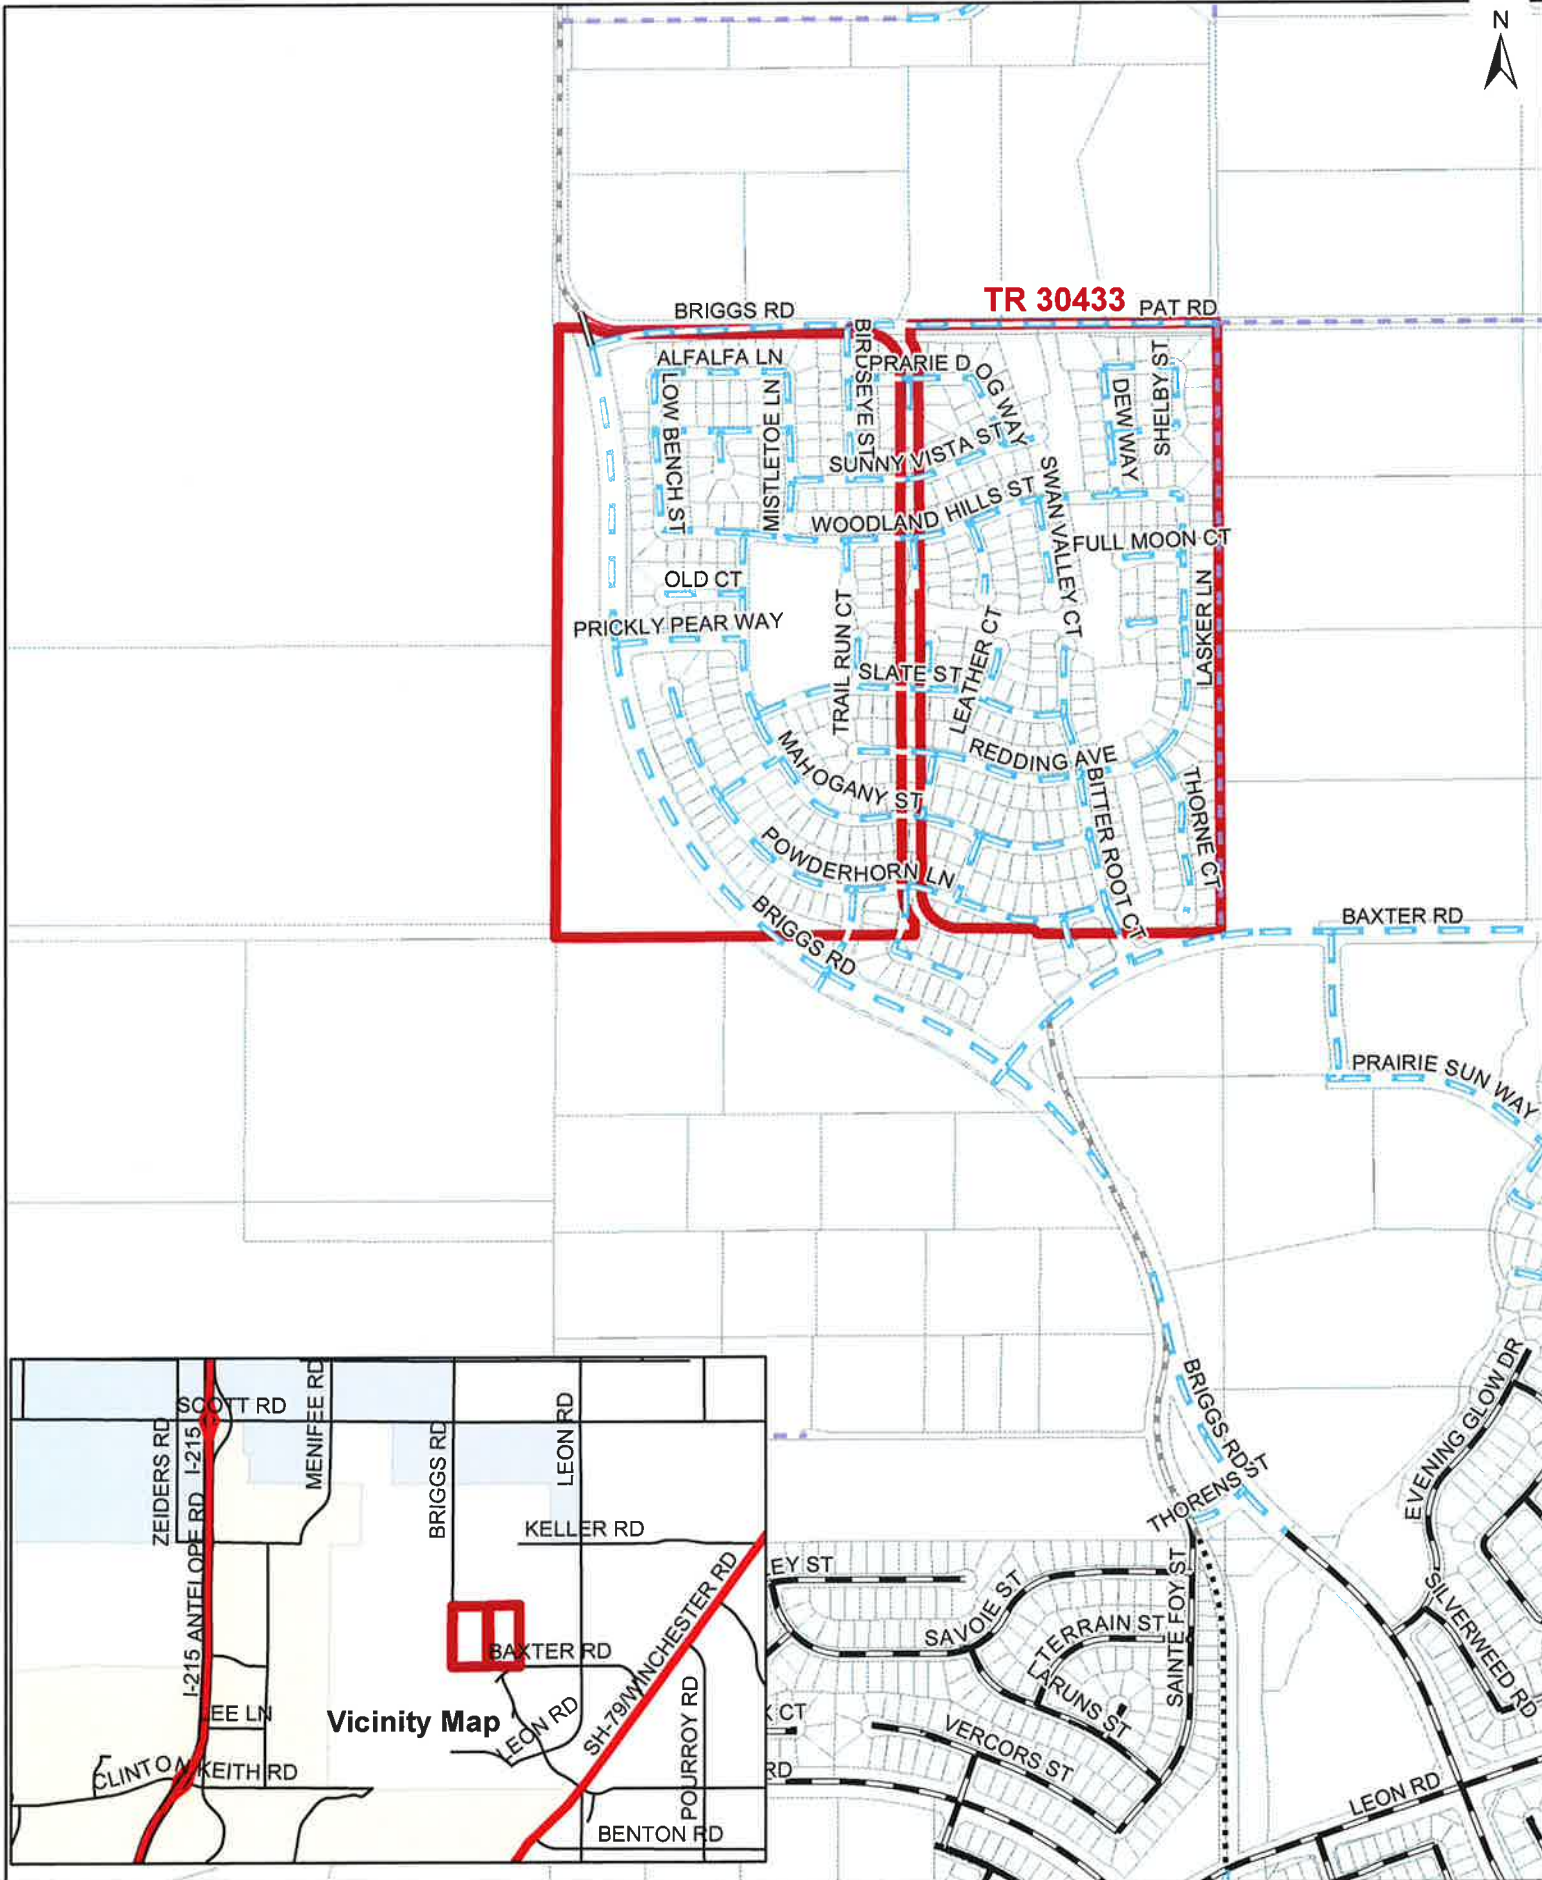 N
TR 30433
BRIGGS RD
PAT RD
BIRDSEYE ST
ALFALFA LN
PRARIE DOG WAY
SHELBY ST
LOW BENCH ST
MISTLETOE LN
DEW WAY
SUNNY VISTA ST
SWAN VALLEY CT
WOODLAND HILLS ST
FULL MOON CT
OLD CT
LASKER LN
PRICKLY PEAR WAY
TRAIL RUN CT
LEATHER CT
SLATE ST
MAHOGANY ST
REDDING AVE
BITTER ROOT CT
THORNE CT
POWDERHORN LN
BRIGGS RD
BAXTER RD
PRAIRIE SUN WAY
BRIGGS RD
ST
THORENS ST
EVENING GLOW DR
EY ST
SAVOIE ST
TERRAIN ST
SAINTE FOY ST
SILVERWEED RD
LARUNS ST
CT
VERCORS ST
RD
LEON RD
SCOTT RD
MENIFEE RD
ZEIDERS RD
I-215
BRIGGS RD
LEON RD
KELLER RD
I-215 ANTELOPE RD
BAXTER RD
SH-79/WINCHESTER RD
LEE LN
Vicinity Map
LEON RD
POURROY RD
CLINTON KEITH RD
BENTON RD